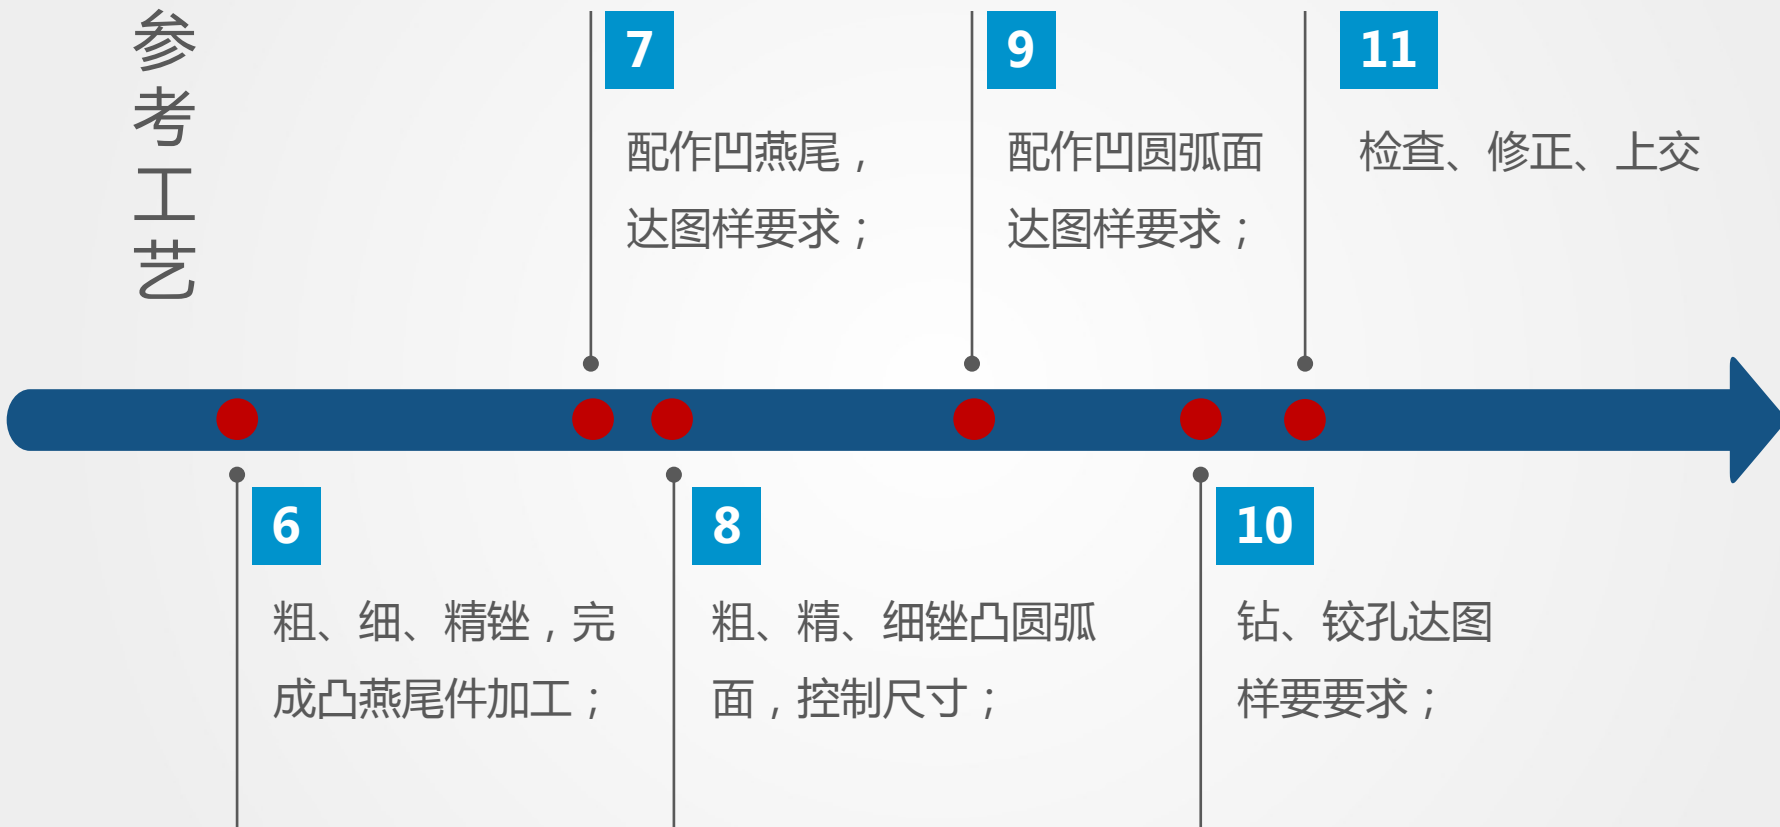 参考工艺
6
粗、细、精锉，完
成凸燕尾件加工；
7
配作凹燕尾，
达图样要求；
8
粗、精、细锉凸圆弧
面，控制尺寸；
9
配作凹圆弧面
达图样要求；
10
钻、铰孔达图
样要要求；
11
检查、修正、上交